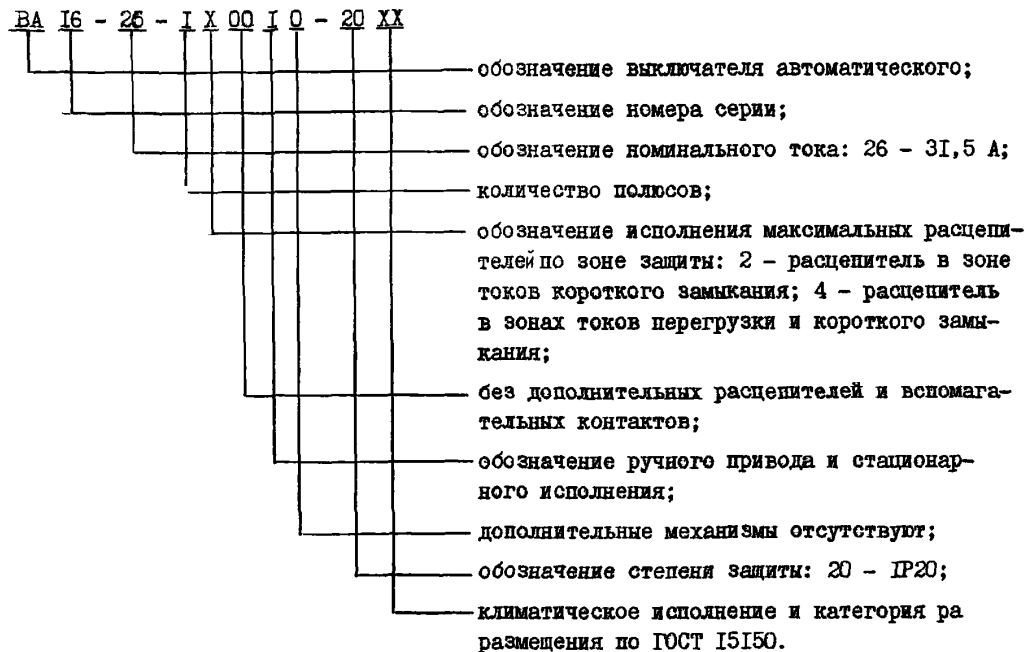 ВА I6 - 26 - I X 00 I 0 - 20 XX
обозначение выключателя автоматического;
обозначение номера серии;
обозначение номинального тока: 26 - 3I,5 А;
количество полюсов;
обозначение исполнения максимальных расцепи-
телей по зоне защиты: 2 - расцепитель в зоне
токов короткого замыкания; 4 - расцепитель
в зонах токов перегрузки и короткого замы-
кания;
без дополнительных расцепителей и вспомага-
тельных контактов;
обозначение ручного привода и стационар-
ного исполнения;
дополнительные механизмы отсутствуют;
обозначение степени защиты: 20 - IP20;
климатическое исполнение и категория ра
размещения по ГОСТ I5I50.